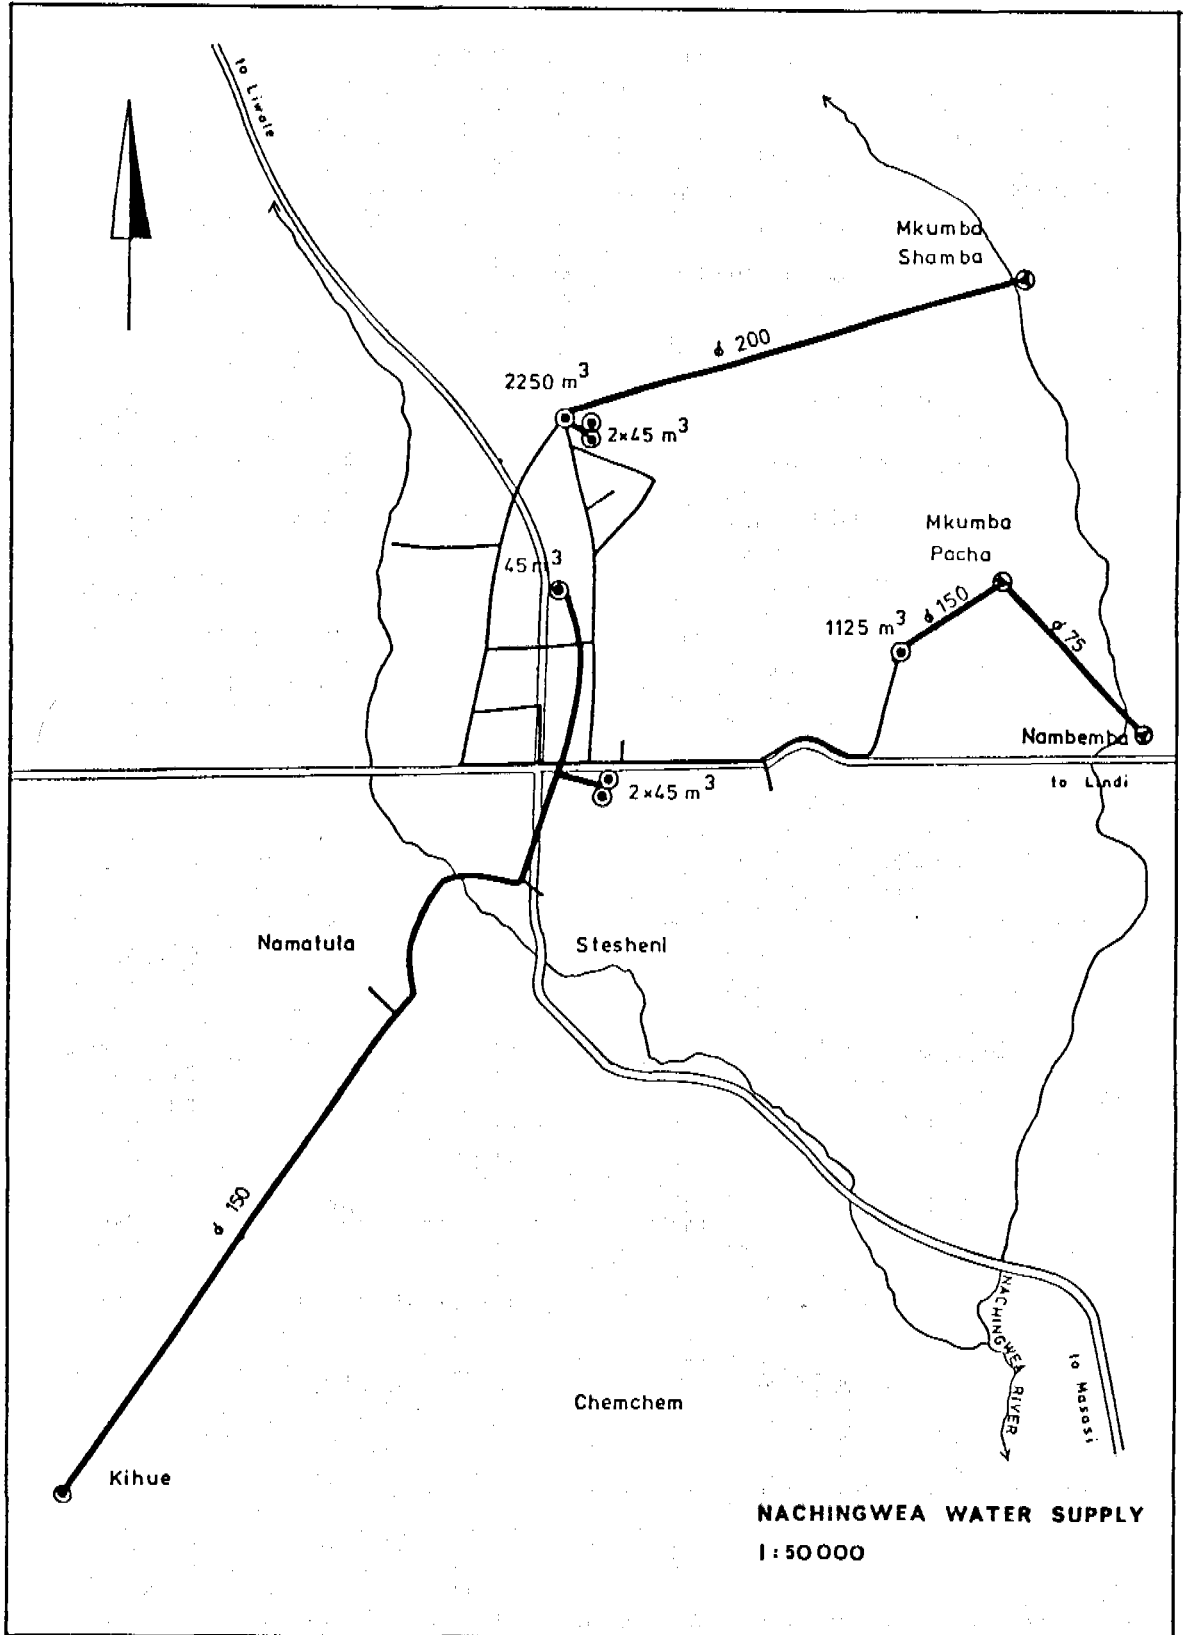 to Liwale
Mkumba
Shamba
ϕ 200
2250 m³
2×45 m³
Mkumba
Pacha
45 m³
ϕ 150
1125 m³
ϕ 75
Nambemba
to Lindi
2×45 m³
Namatula
Stesheni
ϕ 150
NACHINGWEA RIVER
to Masasi
Chemchem
Kihue
NACHINGWEA WATER SUPPLY
1:50000